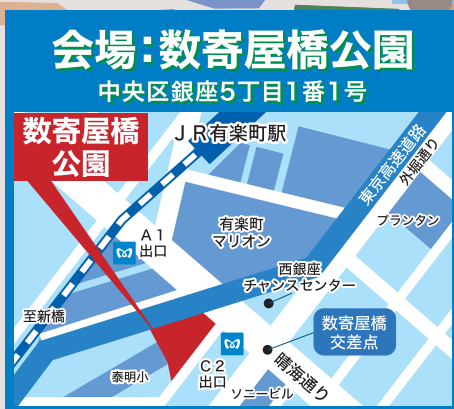 会場：数寄屋橋公園
中央区銀座5丁目1番1号
数寄屋橋
公園
ＪＲ有楽町駅
東京高速道路
外堀通り
プランタン
有楽町
マリオン
A1
出口
西銀座
チャンスセンター
至新橋
数寄屋橋
交差点
泰明小
C2
出口
晴海通り
ソニービル